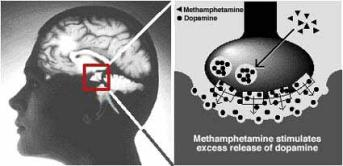 Methamphetamine
Dopamine
Methamphetamine stimulates
excess release of dopamine